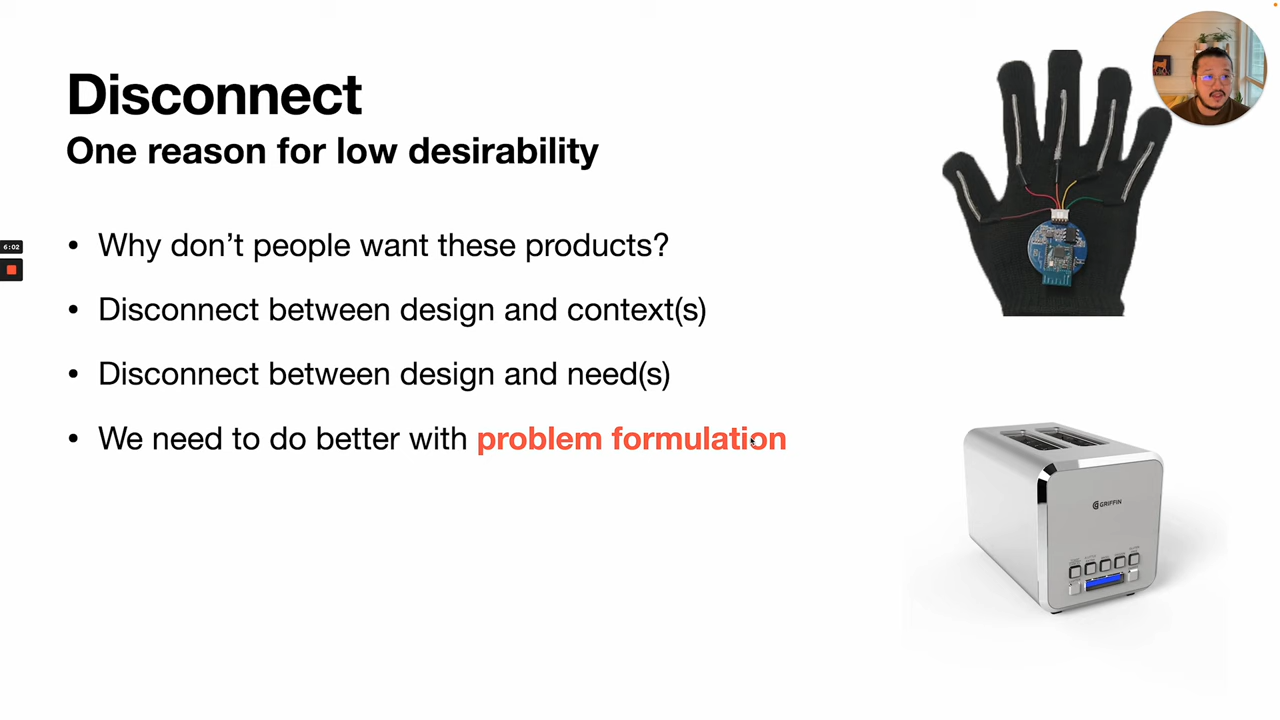 Disconnect
One reason for low desirability
• Why don’t people want these products?
• Disconnect between design and context(s)
• Disconnect between design and need(s)
• We need to do better with problem formulation
6:02
GRIFFIN